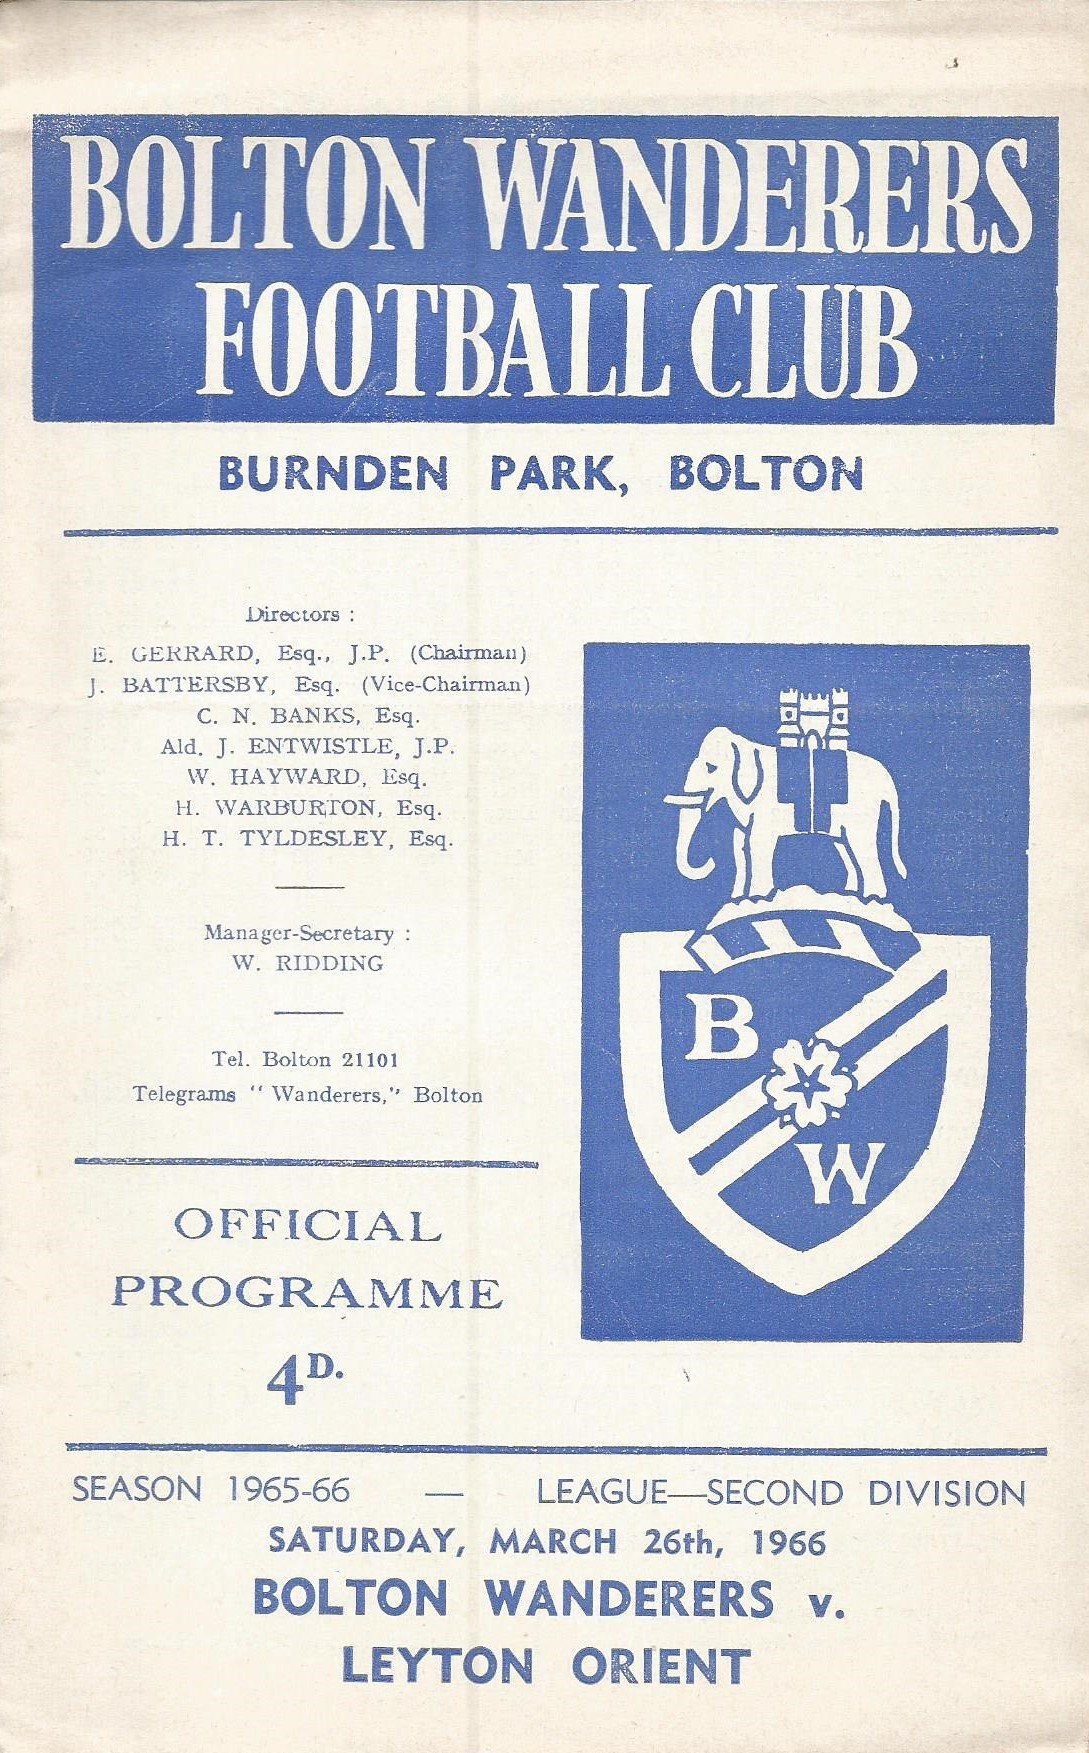 BOLTON WANDERERS
FOOTBALL CLUB
BURNDEN PARK, BOLTON
Directors :
E. GERRARD, Esq., J.P. (Chairman)
J. BATTERSBY, Esq. (Vice-Chairman)
C. N. BANKS, Esq.
Ald. J. ENTWISTLE, J.P.
W. HAYWARD, Esq.
H. WARBURTON, Esq.
H. T. TYLDESLEY, Esq.
Manager-Secretary :
W. RIDDING
Tel. Bolton 21101
Telegrams "Wanderers," Bolton
OFFICIAL
PROGRAMME
4D.
B
W
SEASON 1965-66 — LEAGUE—SECOND DIVISION
SATURDAY, MARCH 26th, 1966
BOLTON WANDERERS v.
LEYTON ORIENT